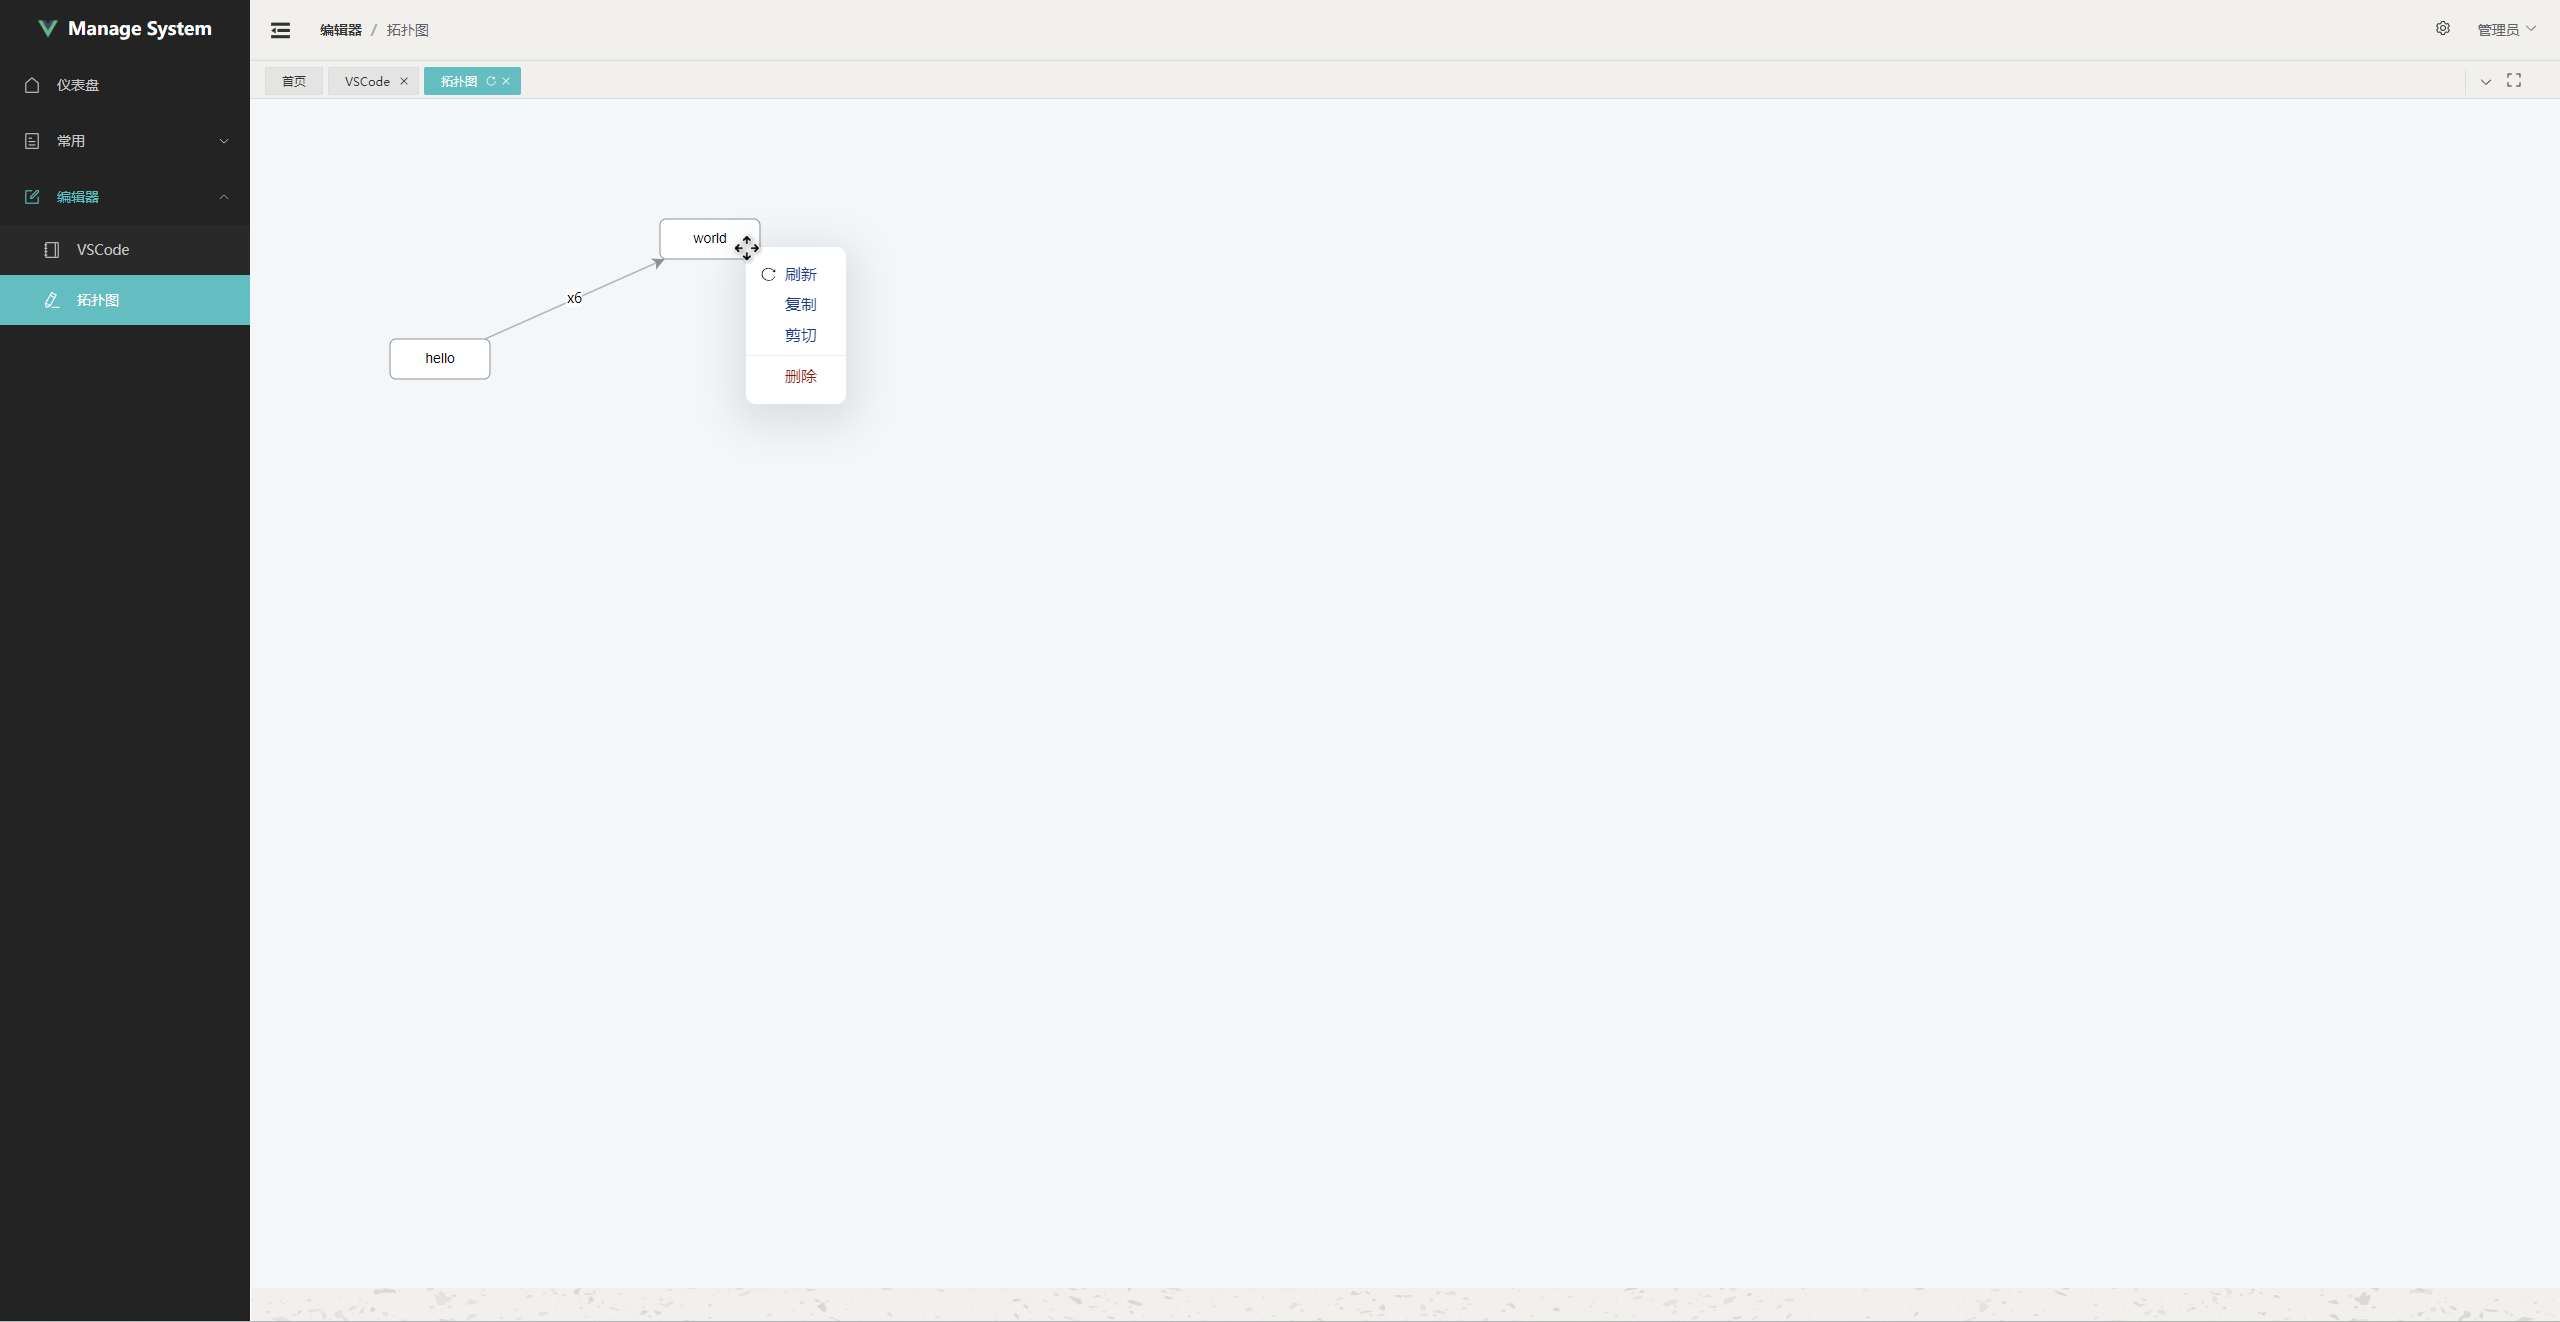 Manage System
仪表盘
常用
编辑器
VSCode
拓扑图
编辑器 / 拓扑图
管理员
首页
VSCode
拓扑图
world
x6
hello
刷新
复制
剪切
删除